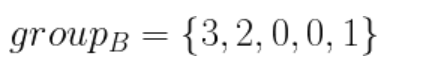 group_B = {3, 2, 0, 0, 1}